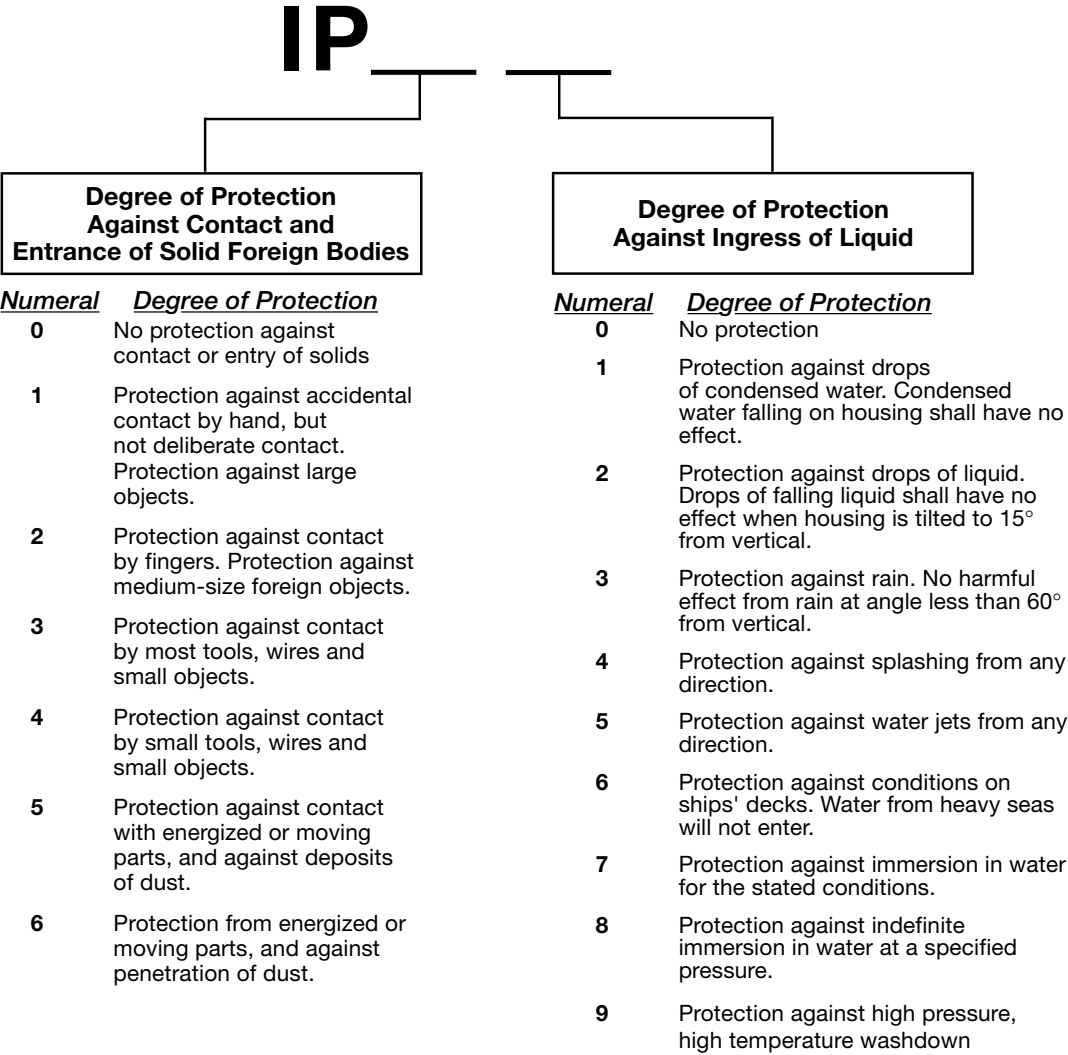 IP
Degree of Protection
Against Contact and
Entrance of Solid Foreign Bodies
Numeral Degree of Protection
0 No protection against
contact or entry of solids
1 Protection against accidental
contact by hand, but
not deliberate contact.
Protection against large
objects.
2 Protection against contact
by fingers. Protection against
medium-size foreign objects.
3 Protection against contact
by most tools, wires and
small objects.
4 Protection against contact
by small tools, wires and
small objects.
5 Protection against contact
with energized or moving
parts, and against deposits
of dust.
6 Protection from energized or
moving parts, and against
penetration of dust.
Degree of Protection
Against Ingress of Liquid
Numeral Degree of Protection
0 No protection
1 Protection against drops
of condensed water. Condensed
water falling on housing shall have no
effect.
2 Protection against drops of liquid.
Drops of falling liquid shall have no
effect when housing is tilted to 15°
from vertical.
3 Protection against rain. No harmful
effect from rain at angle less than 60°
from vertical.
4 Protection against splashing from any
direction.
5 Protection against water jets from any
direction.
6 Protection against conditions on
ships' decks. Water from heavy seas
will not enter.
7 Protection against immersion in water
for the stated conditions.
8 Protection against indefinite
immersion in water at a specified
pressure.
9 Protection against high pressure,
high temperature washdown